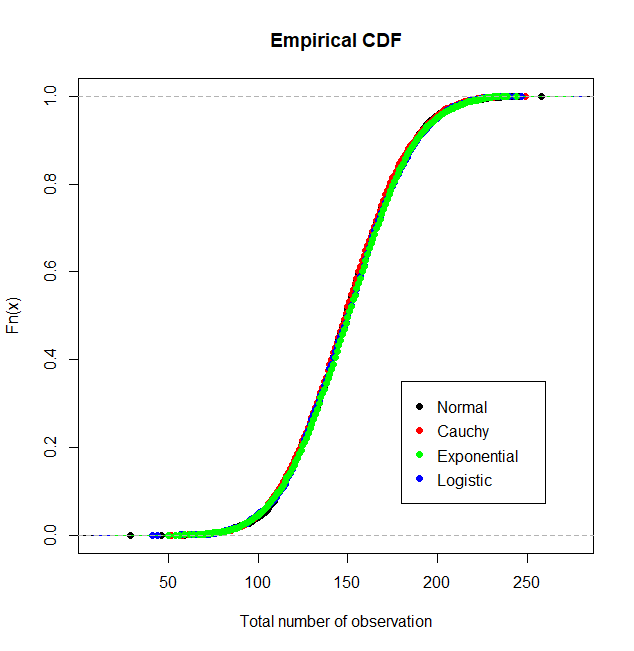 Empirical CDF
Fn(x)
1.0
0.8
0.6
0.4
0.2
0.0
Normal
Cauchy
Exponential
Logistic
50 100 150 200 250
Total number of observation